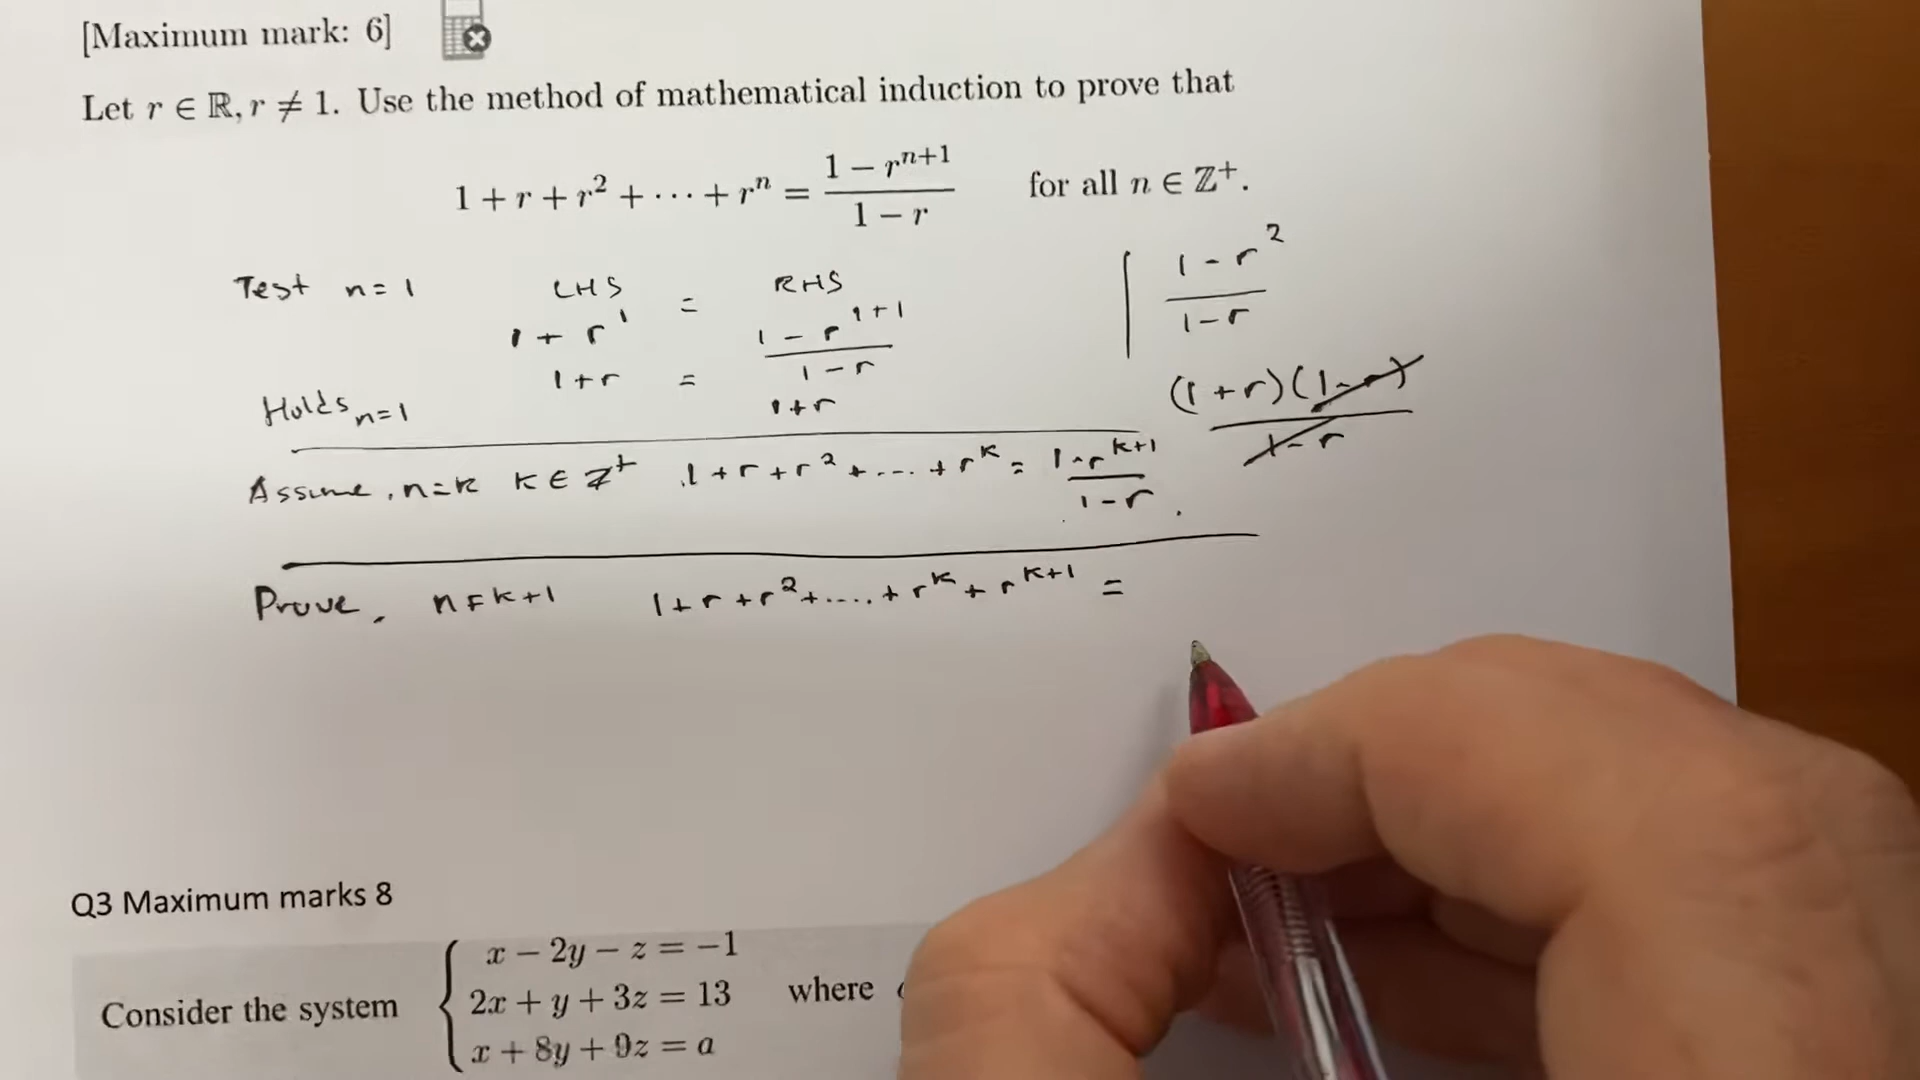 [Maximum mark: 6]
Let r ∈ ℝ, r ≠ 1. Use the method of mathematical induction to prove that
1 + r + r² + ⋯ + rⁿ = (1 − rⁿ⁺¹)/(1 − r) for all n ∈ ℤ⁺.
Test n = 1 LHS = RHS
1 + r¹ (1 − r¹⁺¹)/(1 − r)
1 + r = 1 + r
Holds n=1
(1 − r²)/(1 − r)
(1 + r)(1 − r)/(1 − r)
Assume, n=k k ∈ Z⁺ 1 + r + r² + .... + rᵏ = (1 − rᵏ⁺¹)/(1 − r).
Prove, n = k+1 1 + r + r² + .... + rᵏ + rᵏ⁺¹ =
Q3 Maximum marks 8
x − 2y − z = −1
Consider the system { 2x + y + 3z = 13 where
x + 8y + 9z = a